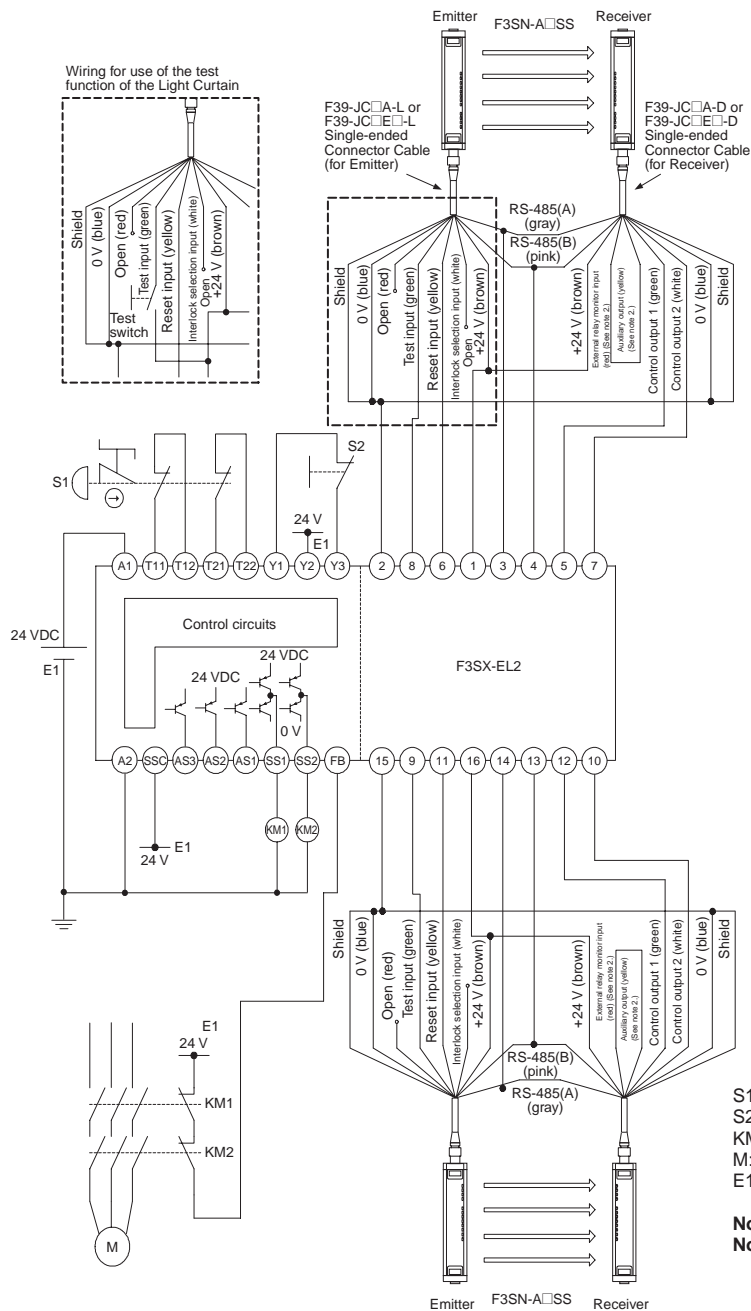 Emitter
F3SN-A□SS
Receiver
Wiring for use of the test
function of the Light Curtain
F39-JC□A-L or
F39-JC□E□-L
Single-ended
Connector Cable
(for Emitter)
F39-JC□A-D or
F39-JC□E□-D
Single-ended
Connector Cable
(for Receiver)
Shield
0 V (blue)
Open (red)
Test input (green)
Reset input (yellow)
Interlock selection input (white)
Open
+24 V (brown)
Test
switch
RS-485(A)
(gray)
RS-485(B)
(pink)
Shield
0 V (blue)
Open (red)
Test input (green)
Reset input (yellow)
Interlock selection input (white)
Open
+24 V (brown)
+24 V (brown)
External relay monitor input
(red) (See note 2.)
Auxiliary output (yellow)
(See note 2.)
Control output 1 (green)
Control output 2 (white)
0 V (blue)
Shield
S1
S2
24 V
E1
A1 T11 T12 T21 T22 Y1 Y2 Y3 2 8 6 1 3 4 5 7
Control circuits
F3SX-EL2
24 VDC
E1
24 VDC
24 VDC
0 V
A2 SSC AS3 AS2 AS1 SS1 SS2 FB 15 9 11 16 14 13 12 10
E1
24 V
KM1 KM2
Shield
0 V (blue)
Open (red)
Test input (green)
Reset input (yellow)
Interlock selection input (white)
+24 V (brown)
+24 V (brown)
External relay monitor input
(red) (See note 2.)
Auxiliary output (yellow)
(See note 2.)
Control output 1 (green)
Control output 2 (white)
0 V (blue)
Shield
RS-485(B)
(pink)
RS-485(A)
(gray)
E1
24 V
KM1
KM2
M
S1
S2
KM
M:
E1
No
No
Emitter
F3SN-A□SS
Receiver